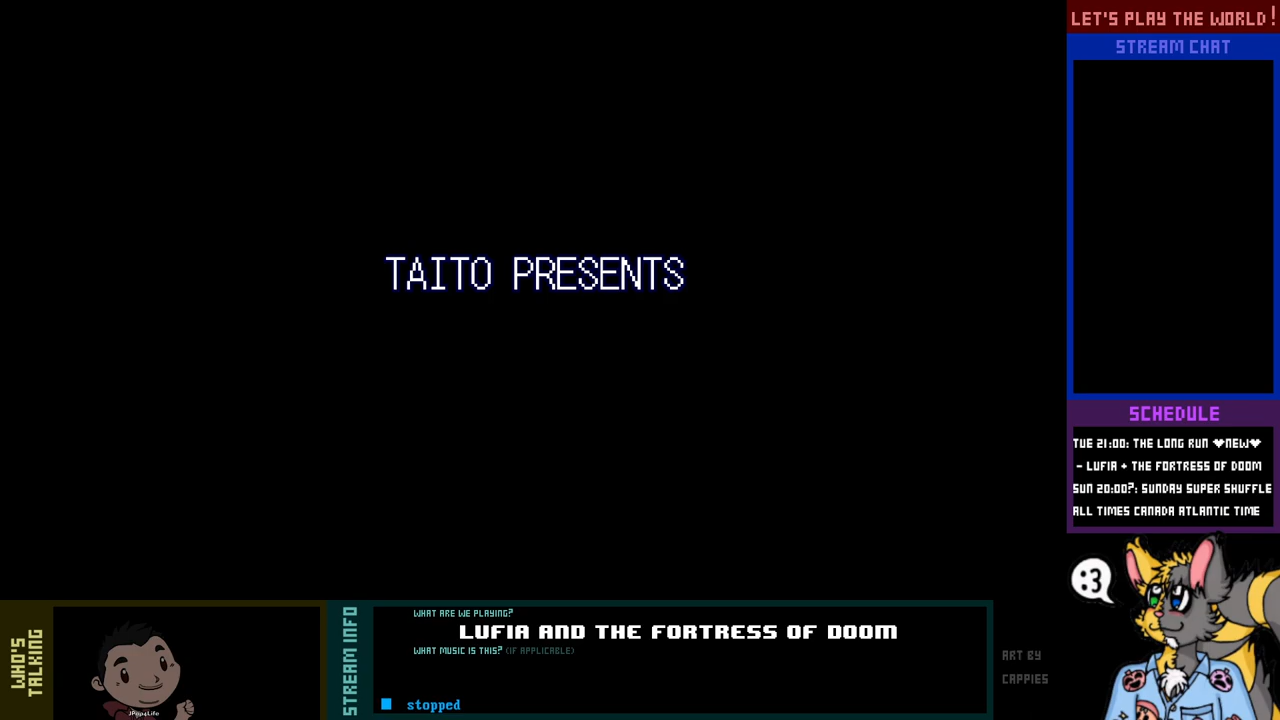 LET'S PLAY THE WORLD!
STREAM CHAT
TAITO PRESENTS
SCHEDULE
TUE 21:00: THE LONG RUN ♥NEW♥
- LUFIA + THE FORTRESS OF DOOM
SUN 20:00?: SUNDAY SUPER SHUFFLE
ALL TIMES CANADA ATLANTIC TIME
:3
WHO'S
TALKING
JPop4Life
STREAM INFO
WHAT ARE WE PLAYING?
LUFIA AND THE FORTRESS OF DOOM
WHAT MUSIC IS THIS? (IF APPLICABLE)
stopped
ART BY
CAPPIES